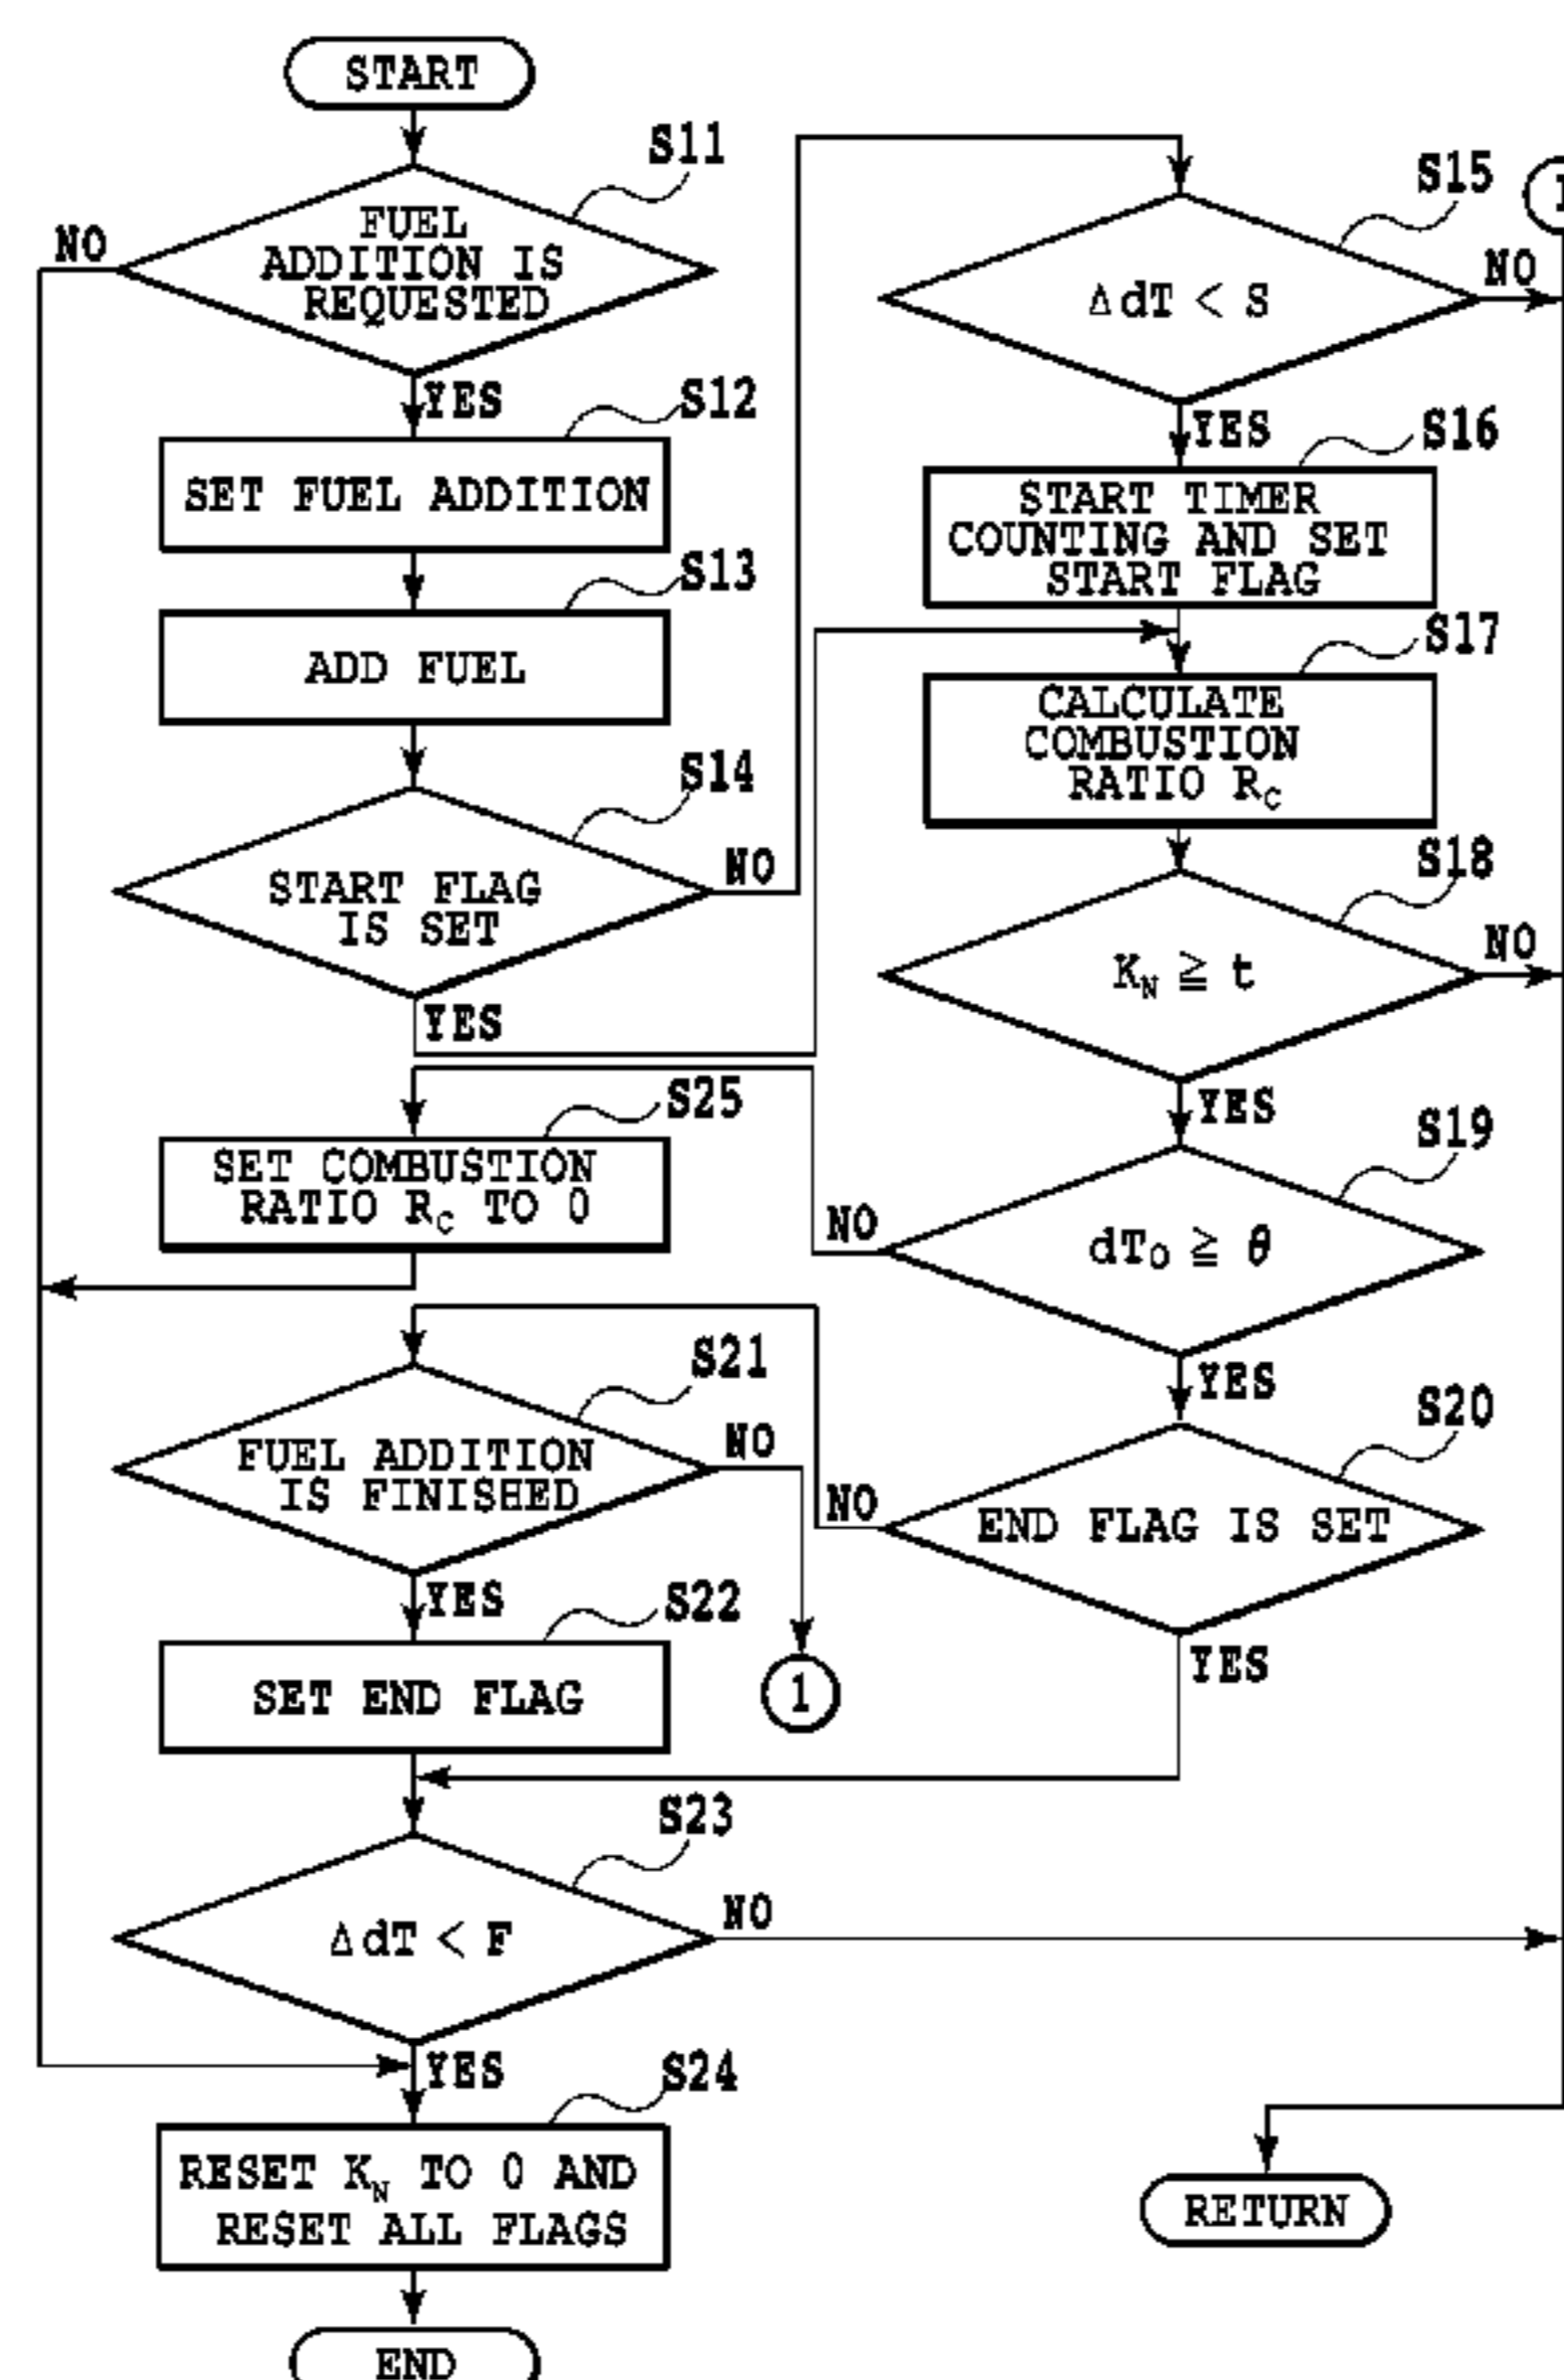 START
S11
NO
FUEL
ADDITION IS
REQUESTED
YES
S12
SET FUEL ADDITION
S13
ADD FUEL
S14
NO
START FLAG
IS SET
YES
S15
NO
ΔdT < S
YES
S16
START TIMER
COUNTING AND SET
START FLAG
S17
CALCULATE
COMBUSTION
RATIO R_C
S18
NO
K_N ≧ t
YES
S19
NO
dT_0 ≧ θ
YES
S20
NO
END FLAG IS SET
YES
S25
SET COMBUSTION
RATIO R_C TO 0
S21
NO
FUEL ADDITION
IS FINISHED
YES
1
S22
SET END FLAG
S23
NO
ΔdT < F
YES
S24
RESET K_N TO 0 AND
RESET ALL FLAGS
END
RETURN